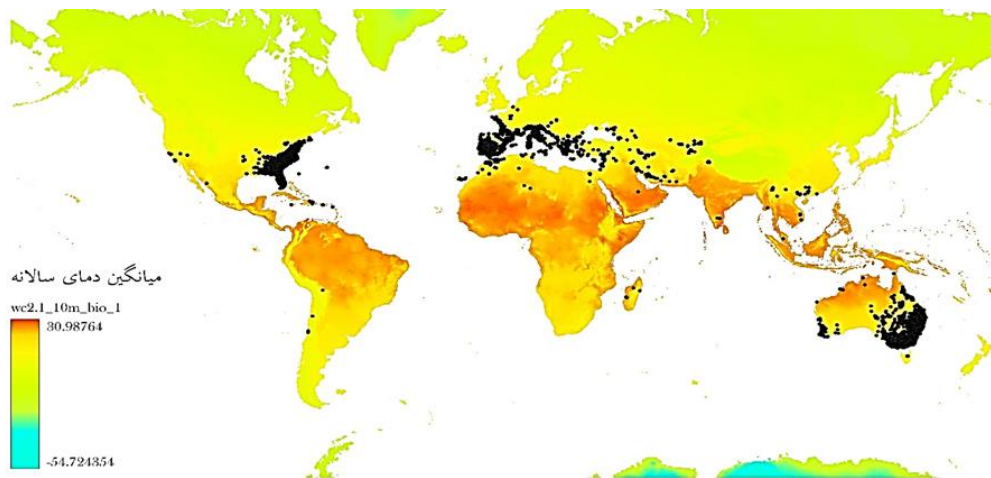 میانگین دمای سالانه
wc2.1_10m_bio_1
30.98764
-54.724354